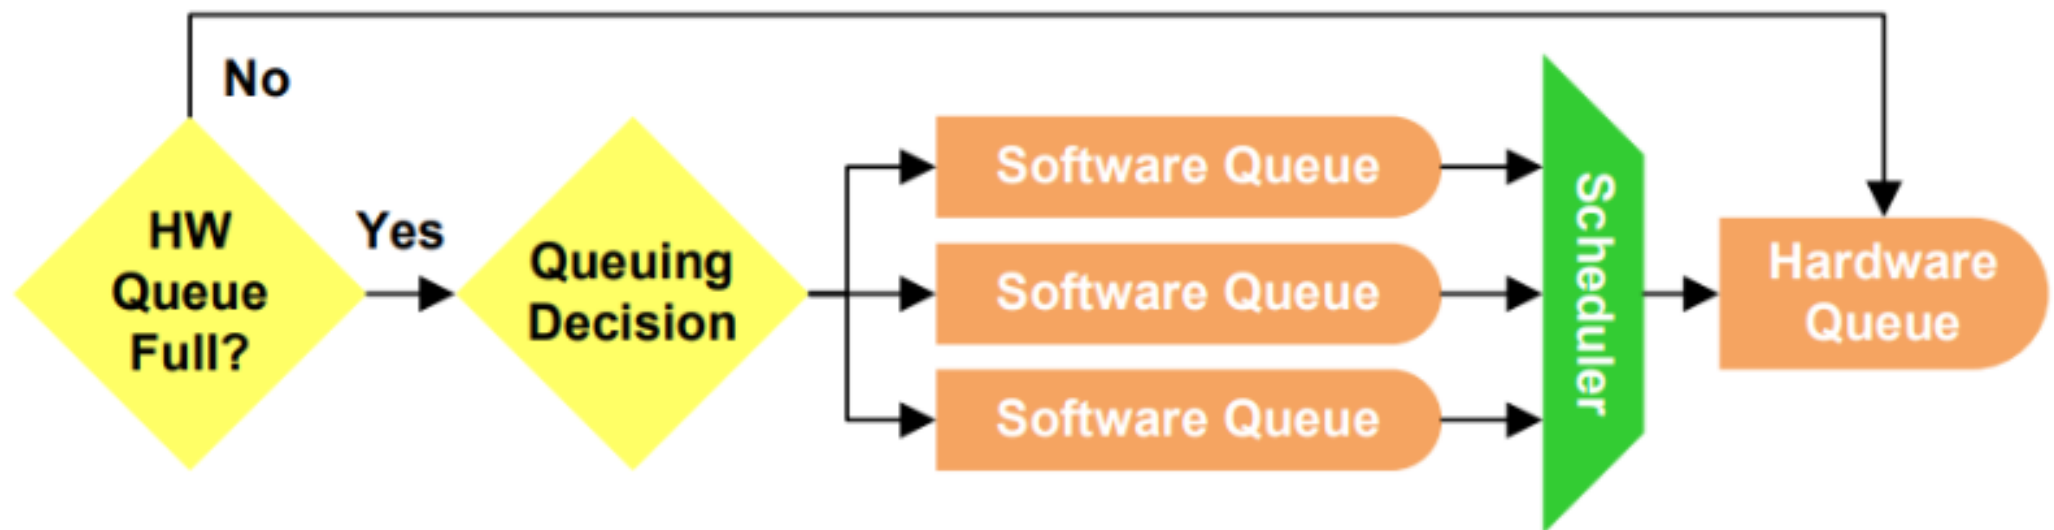 No
HW
Queue
Full?
Yes
Queuing
Decision
Software Queue
Software Queue
Software Queue
Scheduler
Hardware
Queue